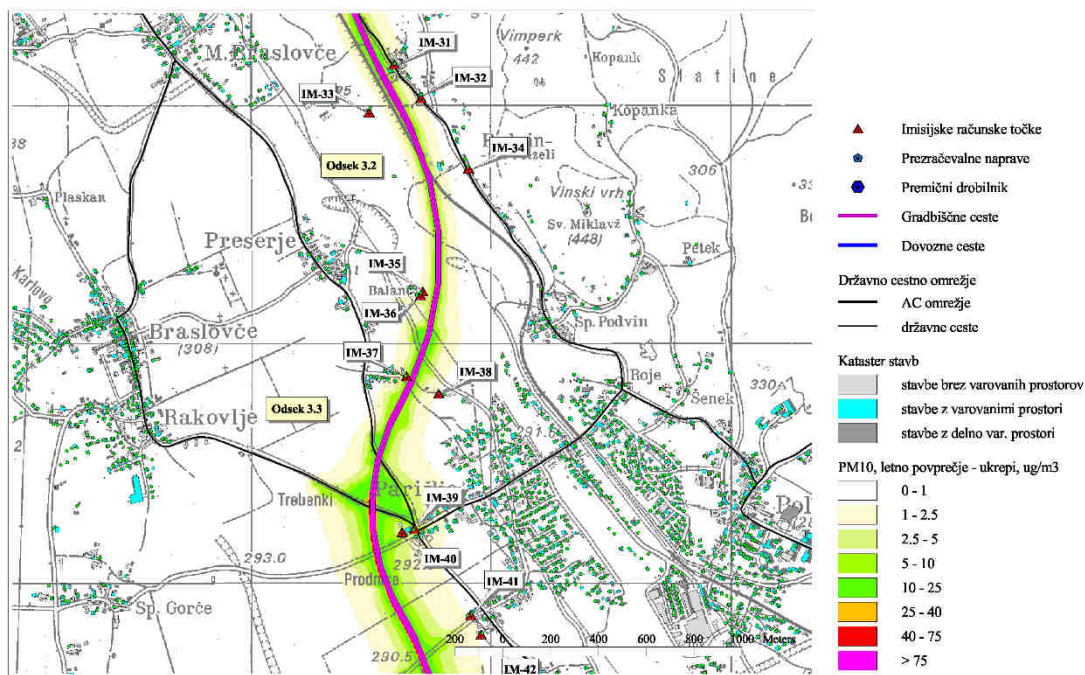 IM-31
Vimperk
442
Kopank
M. Braslovče
IM-32
Slatine
IM-33
Kopanka
IM-34
Odsek 3.2
306
Plaskan
Vinski vrh
Sv. Miklavž
(448)
Preserje
Petek
IM-35
Karlova
IM-36
Sp. Podvin
Braslovče
(308)
IM-37
IM-38
Roje
330
Šenek
Odsek 3.3
Rakovlje
291.
Parižlje
IM-39
Trebanki
293.0
292
IM-40
IM-41
Sp. Gorče
290.5
200 0 200 400 600 800 1000 Meters
IM-42
Imisijske računske točke
Prezračevalne naprave
Premični drobilnik
Gradbiščne ceste
Dovozne ceste
Državno cestno omrežje
AC omrežje
državne ceste
Kataster stavb
stavbe brez varovanih prostorov
stavbe z varovanimi prostori
stavbe z delno var. prostori
PM10, letno povprečje - ukrepi, ug/m3
0 - 1
1 - 2.5
2.5 - 5
5 - 10
10 - 25
25 - 40
40 - 75
> 75